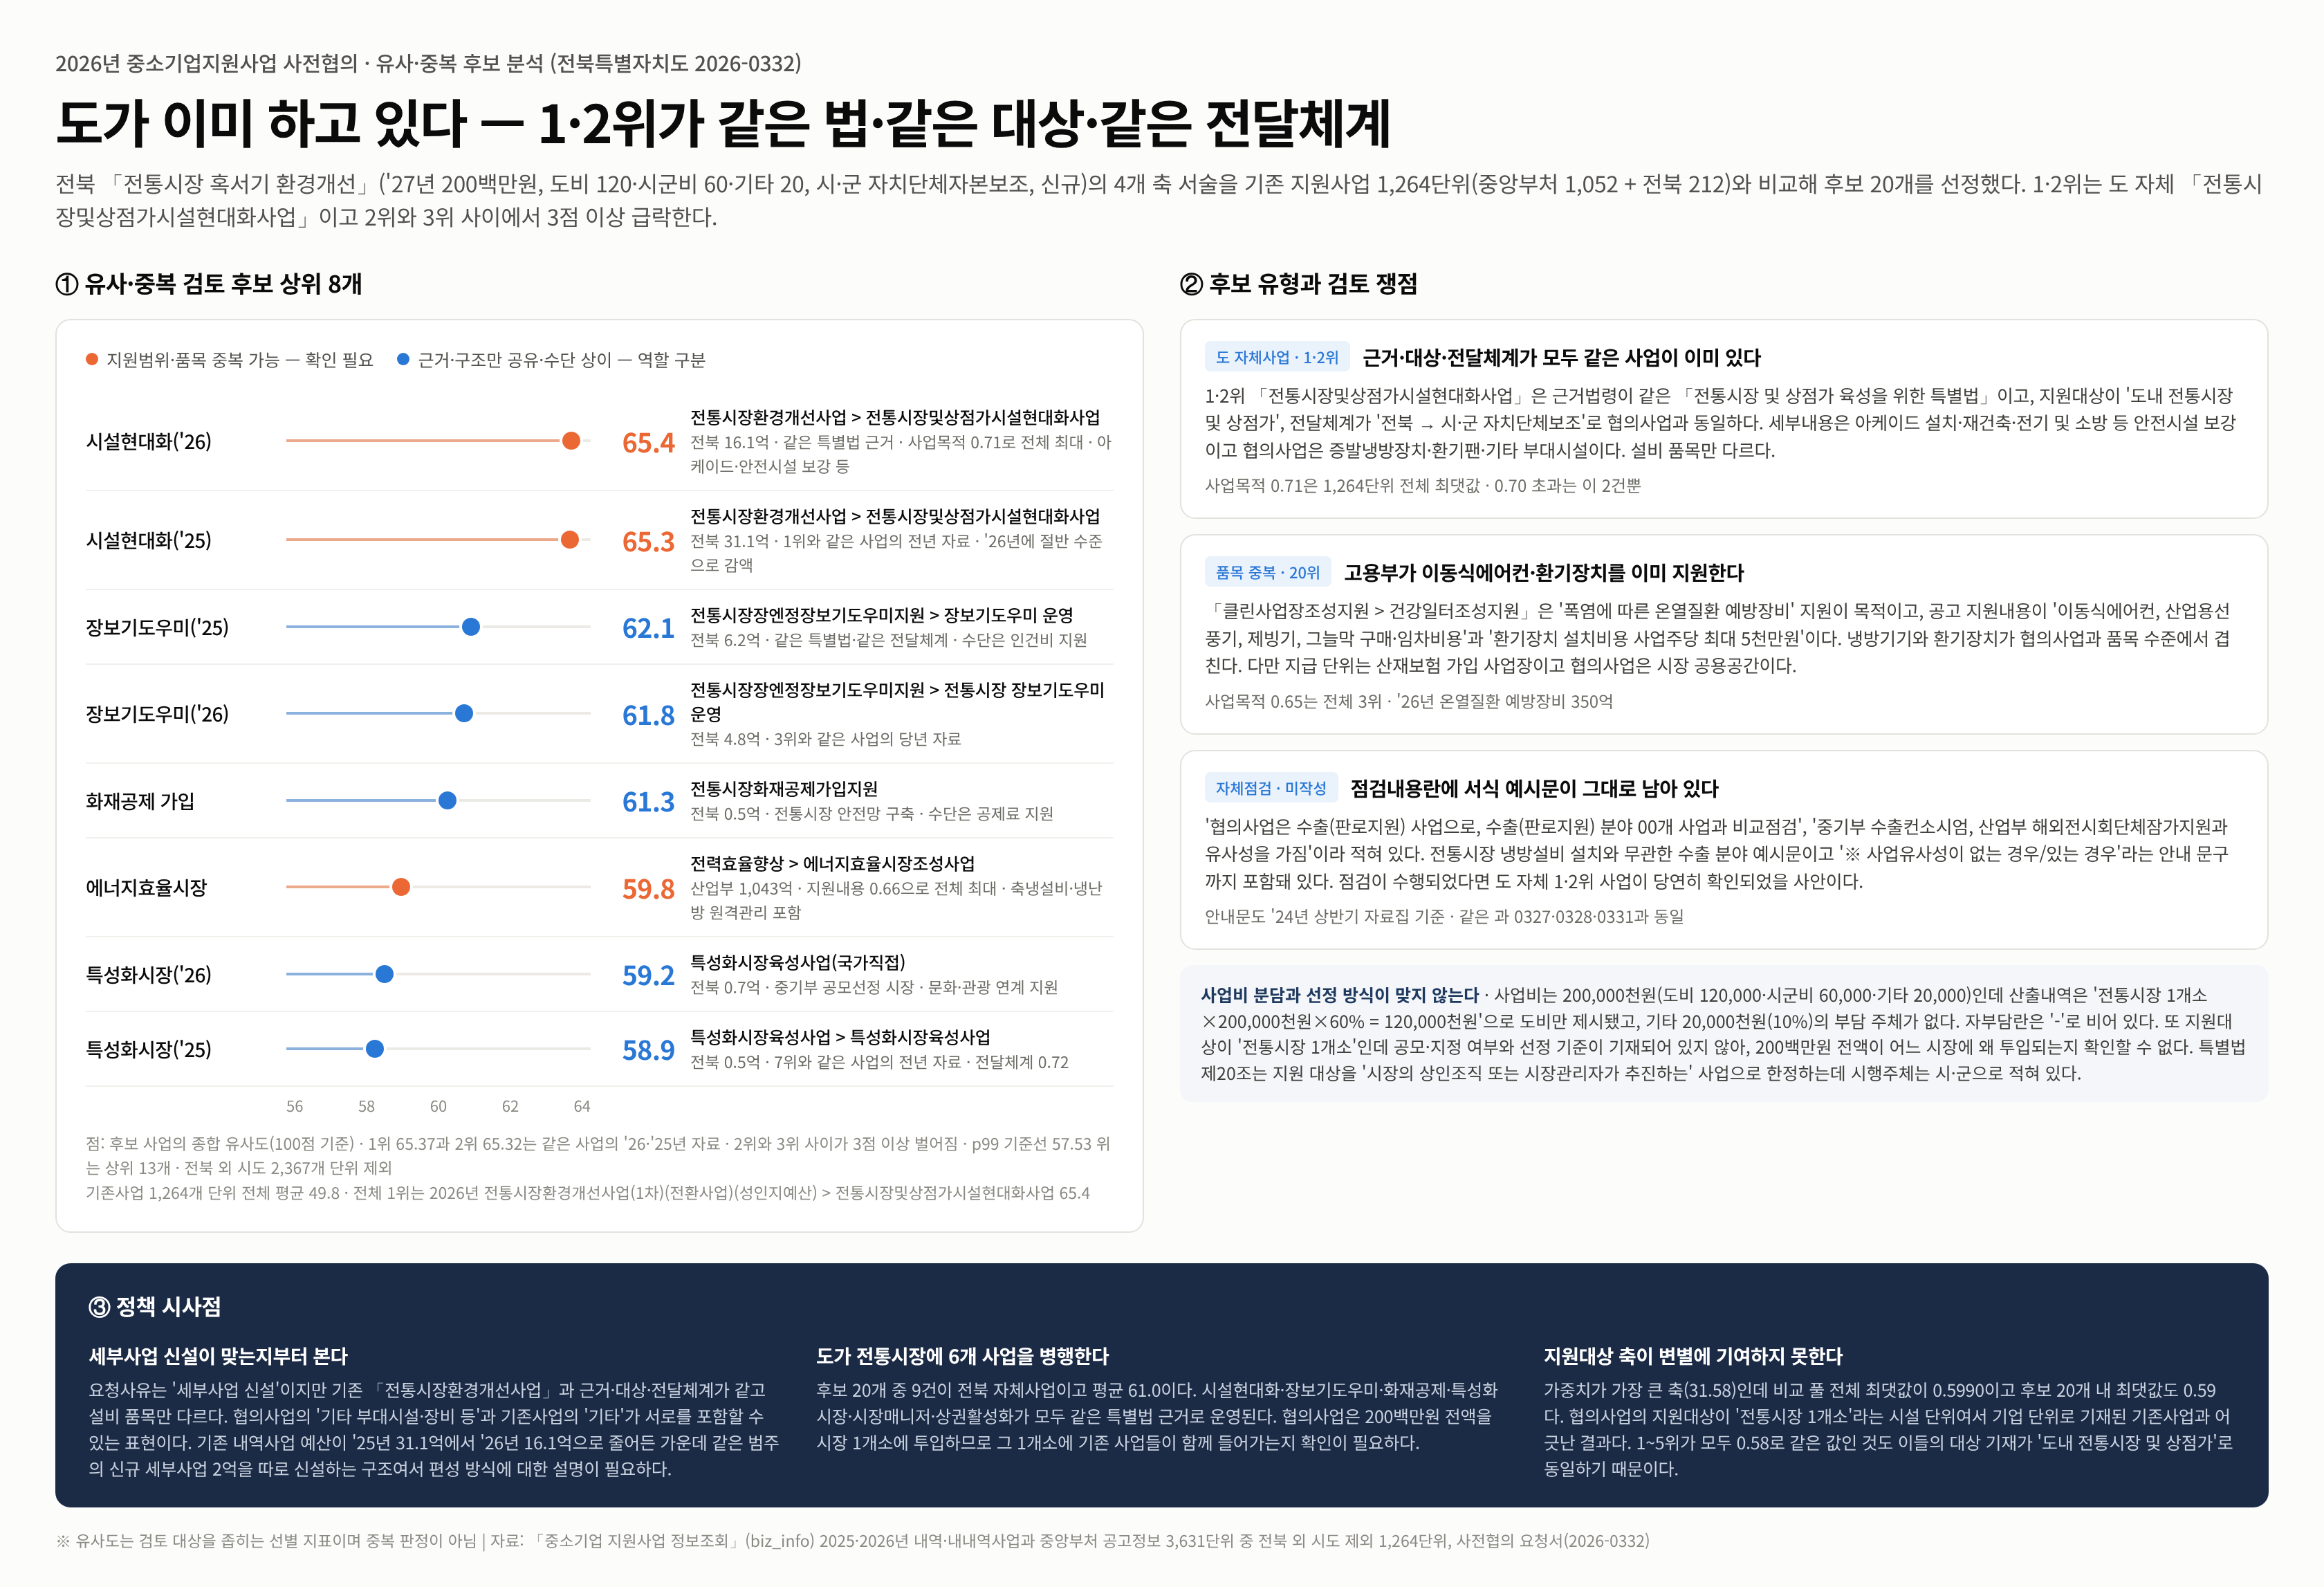 2026년 중소기업지원사업 사전협의 · 유사·중복 후보 분석 (전북특별자치도 2026-0332)
도가 이미 하고 있다 — 1·2위가 같은 법·같은 대상·같은 전달체계
전북 「전통시장 혹서기 환경개선」('27년 200백만원, 도비 120·시군비 60·기타 20, 시·군 자치단체자본보조, 신규)의 4개 축 서술을 기존 지원사업 1,264단위(중앙부처 1,052 + 전북 212)와 비교해 후보 20개를 선정했다. 1·2위는 도 자체 「전통시
장및상점가시설현대화사업」이고 2위와 3위 사이에서 3점 이상 급락한다.
① 유사·중복 검토 후보 상위 8개
지원범위·품목 중복 가능 — 확인 필요
근거·구조만 공유·수단 상이 — 역할 구분
시설현대화('26)
65.4
전통시장환경개선사업 > 전통시장및상점가시설현대화사업
전북 16.1억 · 같은 특별법 근거 · 사업목적 0.71로 전체 최대 · 아
케이드·안전시설 보강 등
시설현대화('25)
65.3
전통시장환경개선사업 > 전통시장및상점가시설현대화사업
전북 31.1억 · 1위와 같은 사업의 전년 자료 · '26년에 절반 수준
으로 감액
장보기도우미('25)
62.1
전통시장장엔정장보기도우미지원 > 장보기도우미 운영
전북 6.2억 · 같은 특별법·같은 전달체계 · 수단은 인건비 지원
장보기도우미('26)
61.8
전통시장장엔정장보기도우미지원 > 전통시장 장보기도우미
운영
전북 4.8억 · 3위와 같은 사업의 당년 자료
화재공제 가입
61.3
전통시장화재공제가입지원
전북 0.5억 · 전통시장 안전망 구축 · 수단은 공제료 지원
에너지효율시장
59.8
전력효율향상 > 에너지효율시장조성사업
산업부 1,043억 · 지원내용 0.66으로 전체 최대 · 축냉설비·냉난
방 원격관리 포함
특성화시장('26)
59.2
특성화시장육성사업(국가직접)
전북 0.7억 · 중기부 공모선정 시장 · 문화·관광 연계 지원
특성화시장('25)
58.9
특성화시장육성사업 > 특성화시장육성사업
전북 0.5억 · 7위와 같은 사업의 전년 자료 · 전달체계 0.72
56 58 60 62 64
점: 후보 사업의 종합 유사도(100점 기준) · 1위 65.37과 2위 65.32는 같은 사업의 '26·'25년 자료 · 2위와 3위 사이가 3점 이상 벌어짐 · p99 기준선 57.53 위
는 상위 13개 · 전북 외 시도 2,367개 단위 제외
기존사업 1,264개 단위 전체 평균 49.8 · 전체 1위는 2026년 전통시장환경개선사업(1차)(전환사업)(성인지예산) > 전통시장및상점가시설현대화사업 65.4
② 후보 유형과 검토 쟁점
도 자체사업 · 1·2위
근거·대상·전달체계가 모두 같은 사업이 이미 있다
1·2위 「전통시장및상점가시설현대화사업」은 근거법령이 같은 「전통시장 및 상점가 육성을 위한 특별법」이고, 지원대상이 '도내 전통시장
및 상점가', 전달체계가 '전북 → 시·군 자치단체보조'로 협의사업과 동일하다. 세부내용은 아케이드 설치·재건축·전기 및 소방 등 안전시설 보강
이고 협의사업은 증발냉방장치·환기팬·기타 부대시설이다. 설비 품목만 다르다.
사업목적 0.71은 1,264단위 전체 최댓값 · 0.70 초과는 이 2건뿐
품목 중복 · 20위
고용부가 이동식에어컨·환기장치를 이미 지원한다
「클린사업장조성지원 > 건강일터조성지원」은 '폭염에 따른 온열질환 예방장비' 지원이 목적이고, 공고 지원내용이 '이동식에어컨, 산업용선
풍기, 제빙기, 그늘막 구매·임차비용'과 '환기장치 설치비용 사업주당 최대 5천만원'이다. 냉방기기와 환기장치가 협의사업과 품목 수준에서 겹
친다. 다만 지급 단위는 산재보험 가입 사업장이고 협의사업은 시장 공용공간이다.
사업목적 0.65는 전체 3위 · '26년 온열질환 예방장비 350억
자체점검 · 미작성
점검내용란에 서식 예시문이 그대로 남아 있다
'협의사업은 수출(판로지원) 사업으로, 수출(판로지원) 분야 00개 사업과 비교점검', '중기부 수출컨소시엄, 산업부 해외전시회단체잠가지원과
유사성을 가짐'이라 적혀 있다. 전통시장 냉방설비 설치와 무관한 수출 분야 예시문이고 '※ 사업유사성이 없는 경우/있는 경우'라는 안내 문구
까지 포함돼 있다. 점검이 수행되었다면 도 자체 1·2위 사업이 당연히 확인되었을 사안이다.
안내문도 '24년 상반기 자료집 기준 · 같은 과 0327·0328·0331과 동일
사업비 분담과 선정 방식이 맞지 않는다 · 사업비는 200,000천원(도비 120,000·시군비 60,000·기타 20,000)인데 산출내역은 '전통시장 1개소
×200,000천원×60% = 120,000천원'으로 도비만 제시됐고, 기타 20,000천원(10%)의 부담 주체가 없다. 자부담란은 '-'로 비어 있다. 또 지원대
상이 '전통시장 1개소'인데 공모·지정 여부와 선정 기준이 기재되어 있지 않아, 200백만원 전액이 어느 시장에 왜 투입되는지 확인할 수 없다. 특별법
제20조는 지원 대상을 '시장의 상인조직 또는 시장관리자가 추진하는' 사업으로 한정하는데 시행주체는 시·군으로 적혀 있다.
③ 정책 시사점
세부사업 신설이 맞는지부터 본다
요청사유는 '세부사업 신설'이지만 기존 「전통시장환경개선사업」과 근거·대상·전달체계가 같고
설비 품목만 다르다. 협의사업의 '기타 부대시설·장비 등'과 기존사업의 '기타'가 서로를 포함할 수
있는 표현이다. 기존 내역사업 예산이 '25년 31.1억에서 '26년 16.1억으로 줄어든 가운데 같은 범주
의 신규 세부사업 2억을 따로 신설하는 구조여서 편성 방식에 대한 설명이 필요하다.
도가 전통시장에 6개 사업을 병행한다
후보 20개 중 9건이 전북 자체사업이고 평균 61.0이다. 시설현대화·장보기도우미·화재공제·특성화
시장·시장매니저·상권활성화가 모두 같은 특별법 근거로 운영된다. 협의사업은 200백만원 전액을
시장 1개소에 투입하므로 그 1개소에 기존 사업들이 함께 들어가는지 확인이 필요하다.
지원대상 축이 변별에 기여하지 못한다
가중치가 가장 큰 축(31.58)인데 비교 풀 전체 최댓값이 0.5990이고 후보 20개 내 최댓값도 0.59
다. 협의사업의 지원대상이 '전통시장 1개소'라는 시설 단위여서 기업 단위로 기재된 기존사업과 어
긋난 결과다. 1~5위가 모두 0.58로 같은 값인 것도 이들의 대상 기재가 '도내 전통시장 및 상점가'로
동일하기 때문이다.
※ 유사도는 검토 대상을 좁히는 선별 지표이며 중복 판정이 아님 | 자료: 「중소기업 지원사업 정보조회」(biz_info) 2025·2026년 내역·내내역사업과 중앙부처 공고정보 3,631단위 중 전북 외 시도 제외 1,264단위, 사전협의 요청서(2026-0332)